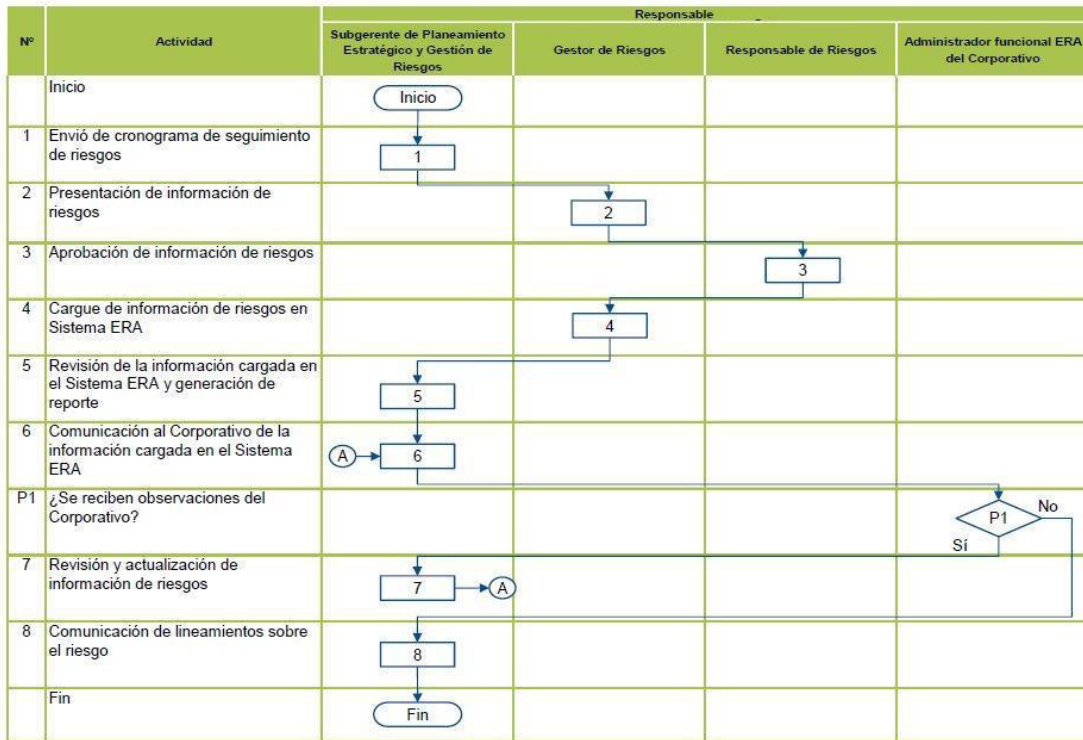 Responsable
Nº
Actividad
Subgerente de Planeamiento
Estratégico y Gestión de
Riesgos
Gestor de Riesgos
Responsable de Riesgos
Administrador funcional ERA
del Corporativo
Inicio
Inicio
1
Envió de cronograma de seguimiento
de riesgos
1
2
Presentación de información de
riesgos
2
3
Aprobación de información de riesgos
3
4
Cargue de información de riesgos en
Sistema ERA
4
5
Revisión de la información cargada en
el Sistema ERA y generación de
reporte
5
6
Comunicación al Corporativo de la
información cargada en el Sistema
ERA
A
6
P1
¿Se reciben observaciones del
Corporativo?
P1
No
Sí
7
Revisión y actualización de
información de riesgos
7
A
8
Comunicación de lineamientos sobre
el riesgo
8
Fin
Fin